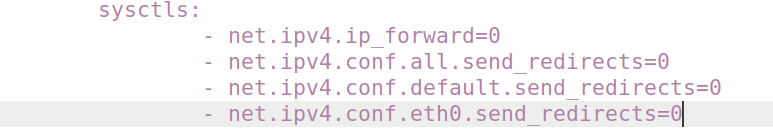 sysctls:
- net.ipv4.ip_forward=0
- net.ipv4.conf.all.send_redirects=0
- net.ipv4.conf.default.send_redirects=0
- net.ipv4.conf.eth0.send_redirects=0